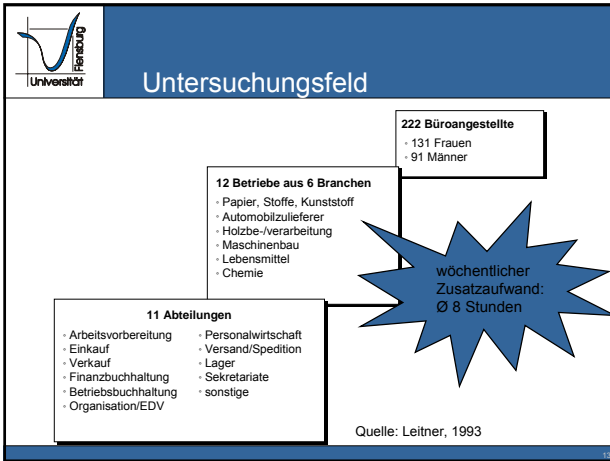 Universität
Flensburg
Untersuchungsfeld
222 Büroangestellte
◦ 131 Frauen
◦ 91 Männer
12 Betriebe aus 6 Branchen
◦ Papier, Stoffe, Kunststoff
◦ Automobilzulieferer
◦ Holzbe-/verarbeitung
◦ Maschinenbau
◦ Lebensmittel
◦ Chemie
wöchentlicher
Zusatzaufwand:
Ø 8 Stunden
11 Abteilungen
◦ Arbeitsvorbereitung
◦ Einkauf
◦ Verkauf
◦ Finanzbuchhaltung
◦ Betriebsbuchhaltung
◦ Organisation/EDV
◦ Personalwirtschaft
◦ Versand/Spedition
◦ Lager
◦ Sekretariate
◦ sonstige
Quelle: Leitner, 1993